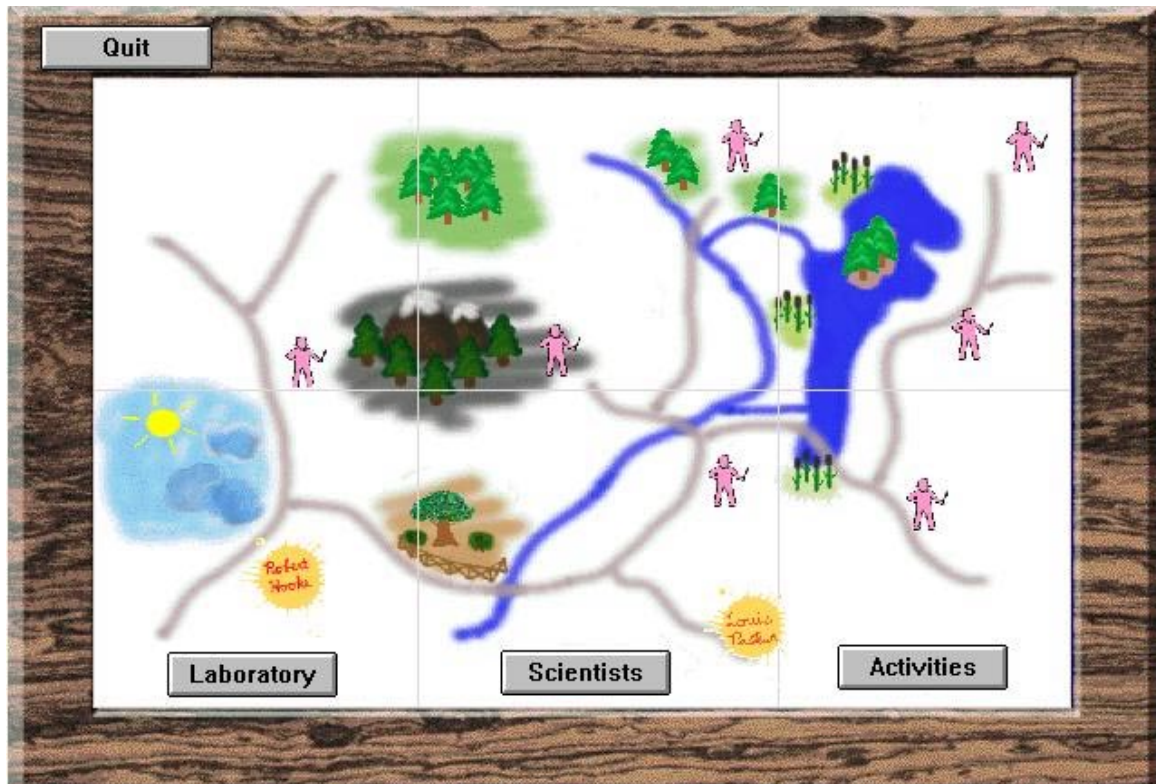 Quit
Robert
Hooke
Louis
Pasteur
Laboratory
Scientists
Activities